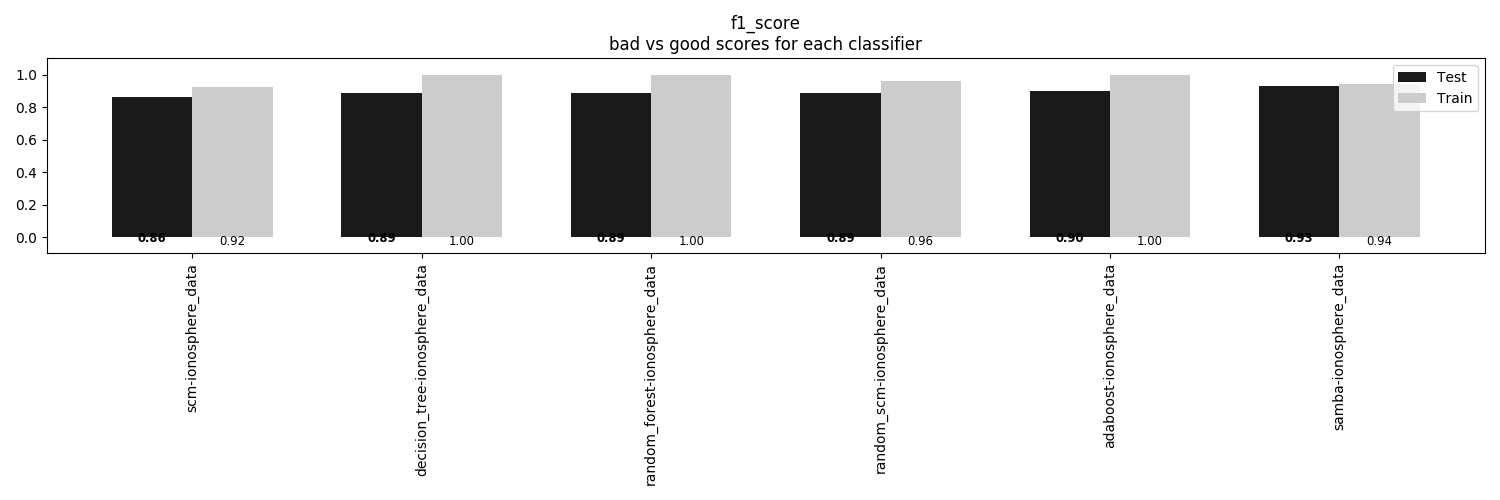 f1_score
bad vs good scores for each classifier
1.0
0.8
0.6
0.4
0.2
0.0
Test
Train
0.86
0.92
0.89
1.00
0.89
1.00
0.89
0.96
0.90
1.00
0.93
0.94
scm-ionosphere_data
decision_tree-ionosphere_data
random_forest-ionosphere_data
random_scm-ionosphere_data
adaboost-ionosphere_data
samba-ionosphere_data